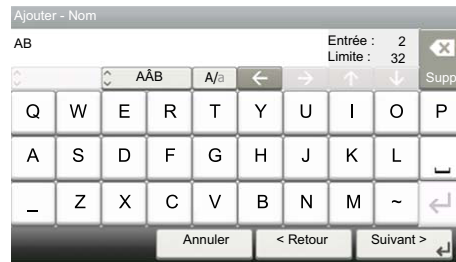 Ajouter - Nom
AB
Entrée : 2
Limite : 32
AÂB A/a ← → ↑ ↓ Supp
Q W E R T Y U I O P
A S D F G H J K L
_ Z X C V B N M ~
Annuler < Retour Suivant >